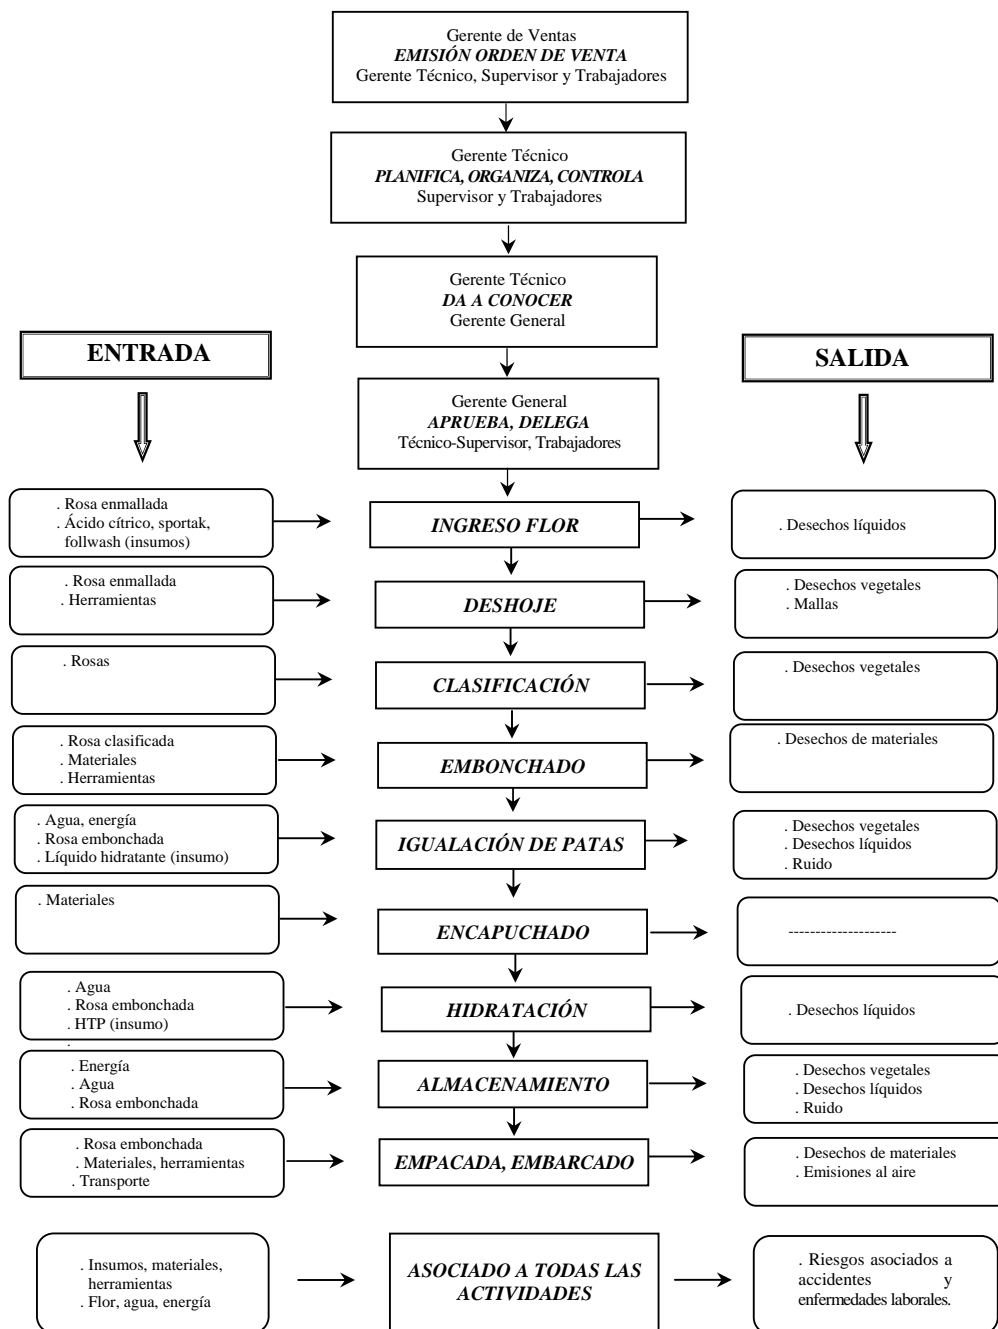 Gerente de Ventas
EMISIÓN ORDEN DE VENTA
Gerente Técnico, Supervisor y Trabajadores
Gerente Técnico
PLANIFICA, ORGANIZA, CONTROLA
Supervisor y Trabajadores
Gerente Técnico
DA A CONOCER
Gerente General
ENTRADA
SALIDA
Gerente General
APRUEBA, DELEGA
Técnico-Supervisor, Trabajadores
. Rosa enmallada
. Ácido cítrico, sportak,
follwash (insumos)
INGRESO FLOR
. Desechos líquidos
. Rosa enmallada
. Herramientas
DESHOJE
. Desechos vegetales
. Mallas
. Rosas
CLASIFICACIÓN
. Desechos vegetales
. Rosa clasificada
. Materiales
. Herramientas
EMBONCHADO
. Desechos de materiales
. Agua, energía
. Rosa embonchada
. Líquido hidratante (insumo)
IGUALACIÓN DE PATAS
. Desechos vegetales
. Desechos líquidos
. Ruido
. Materiales
ENCAPUCHADO
--------------------
. Agua
. Rosa embonchada
. HTP (insumo)
.
HIDRATACIÓN
. Desechos líquidos
. Energía
. Agua
. Rosa embonchada
ALMACENAMIENTO
. Desechos vegetales
. Desechos líquidos
. Ruido
. Rosa embonchada
. Materiales, herramientas
. Transporte
EMPACADA, EMBARCADO
. Desechos de materiales
. Emisiones al aire
. Insumos, materiales,
herramientas
. Flor, agua, energía
ASOCIADO A TODAS LAS
ACTIVIDADES
. Riesgos asociados a
accidentes y
enfermedades laborales.